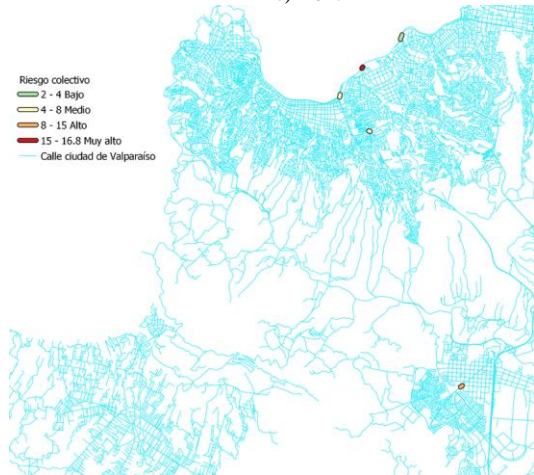 Riesgo colectivo
2 - 4 Bajo
4 - 8 Medio
8 - 15 Alto
15 - 16.8 Muy alto
Calle ciudad de Valparaíso